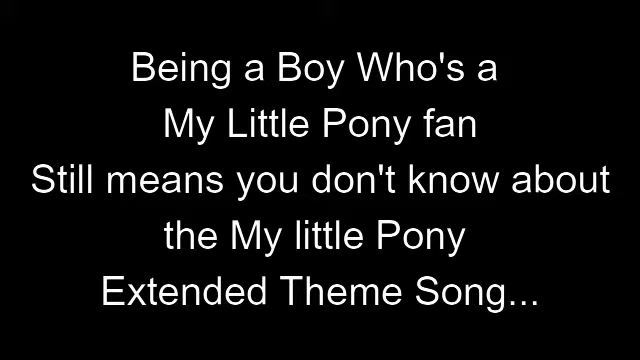 Being a Boy Who's a
My Little Pony fan
Still means you don't know about
the My little Pony
Extended Theme Song...